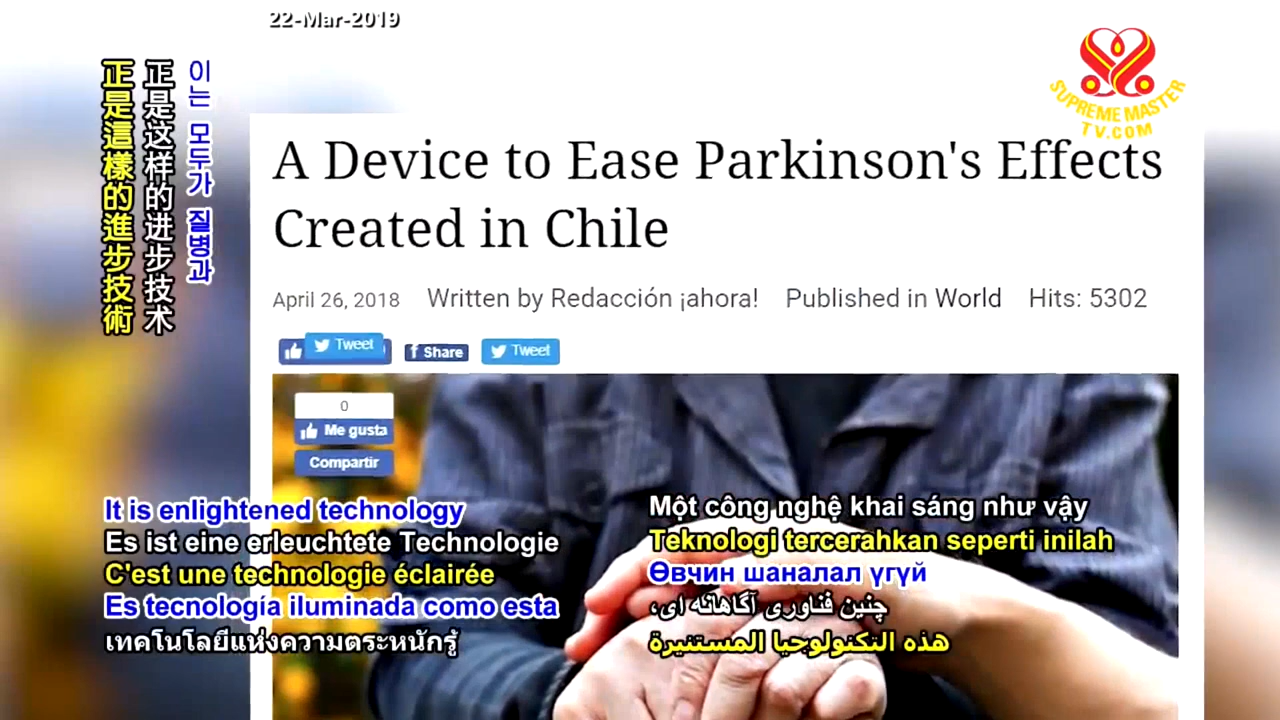 22-Mar-2019
SUPREME MASTER
TV.COM
이는 모두가 질병과
正是这样的进步技术
正是這樣的進步技術
A Device to Ease Parkinson's Effects
Created in Chile
April 26, 2018 Written by Redacción ¡ahora! Published in World Hits: 5302
Tweet Share Tweet
0
Me gusta
Compartir
It is enlightened technology
Es ist eine erleuchtete Technologie
C'est une technologie éclairée
Es tecnología iluminada como esta
เทคโนโลยีแห่งความตระหนักรู้
Một công nghệ khai sáng như vậy
Teknologi tercerahkan seperti inilah
Өвчин шаналал үгүй
چنین فناوری آگاهانه ای،
هذه التكنولوجيا المستنيرة